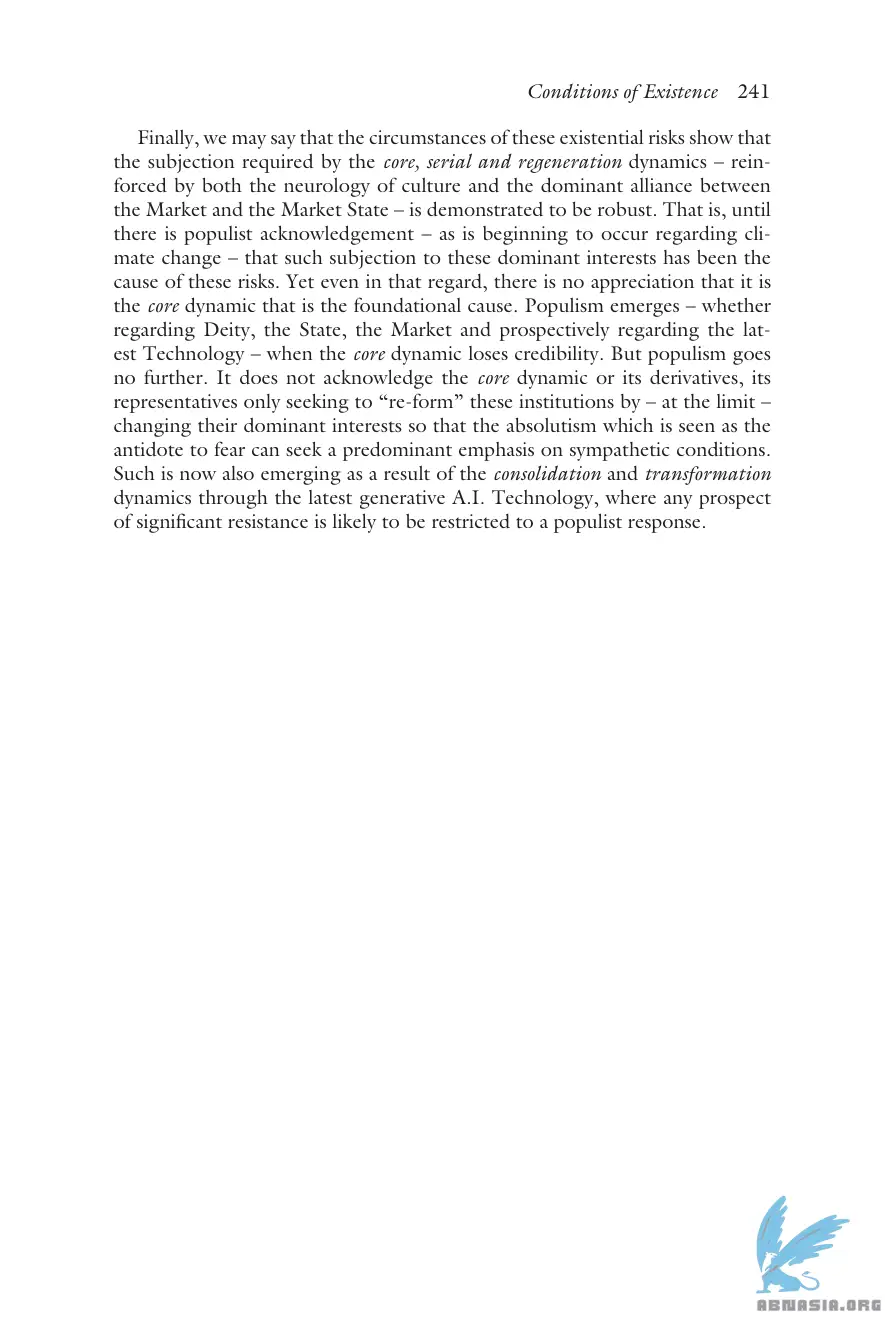 Conditions of Existence 241
Finally, we may say that the circumstances of these existential risks show that
the subjection required by the core, serial and regeneration dynamics – rein-
forced by both the neurology of culture and the dominant alliance between
the Market and the Market State – is demonstrated to be robust. That is, until
there is populist acknowledgement – as is beginning to occur regarding cli-
mate change – that such subjection to these dominant interests has been the
cause of these risks. Yet even in that regard, there is no appreciation that it is
the core dynamic that is the foundational cause. Populism emerges – whether
regarding Deity, the State, the Market and prospectively regarding the lat-
est Technology – when the core dynamic loses credibility. But populism goes
no further. It does not acknowledge the core dynamic or its derivatives, its
representatives only seeking to “re-form” these institutions by – at the limit –
changing their dominant interests so that the absolutism which is seen as the
antidote to fear can seek a predominant emphasis on sympathetic conditions.
Such is now also emerging as a result of the consolidation and transformation
dynamics through the latest generative A.I. Technology, where any prospect
of significant resistance is likely to be restricted to a populist response.
ABNASIA.ORG